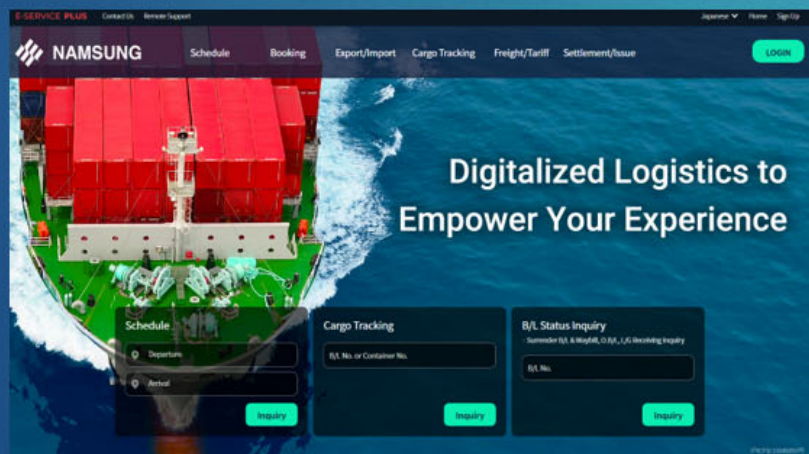 E-SERVICE PLUS Contact Us Remote Support Japanese Home Sign Up
NAMSUNG Schedule Booking Export/Import Cargo Tracking Freight/Tariff Settlement/Issue LOGIN
Digitalized Logistics to
Empower Your Experience
Schedule
Departure
Arrival
Inquiry
Cargo Tracking
B/L No. or Container No.
Inquiry
B/L Status Inquiry
- Surrender B/L & Waybill, O.B/L, L/G Receiving Inquiry
B/L No.
Inquiry